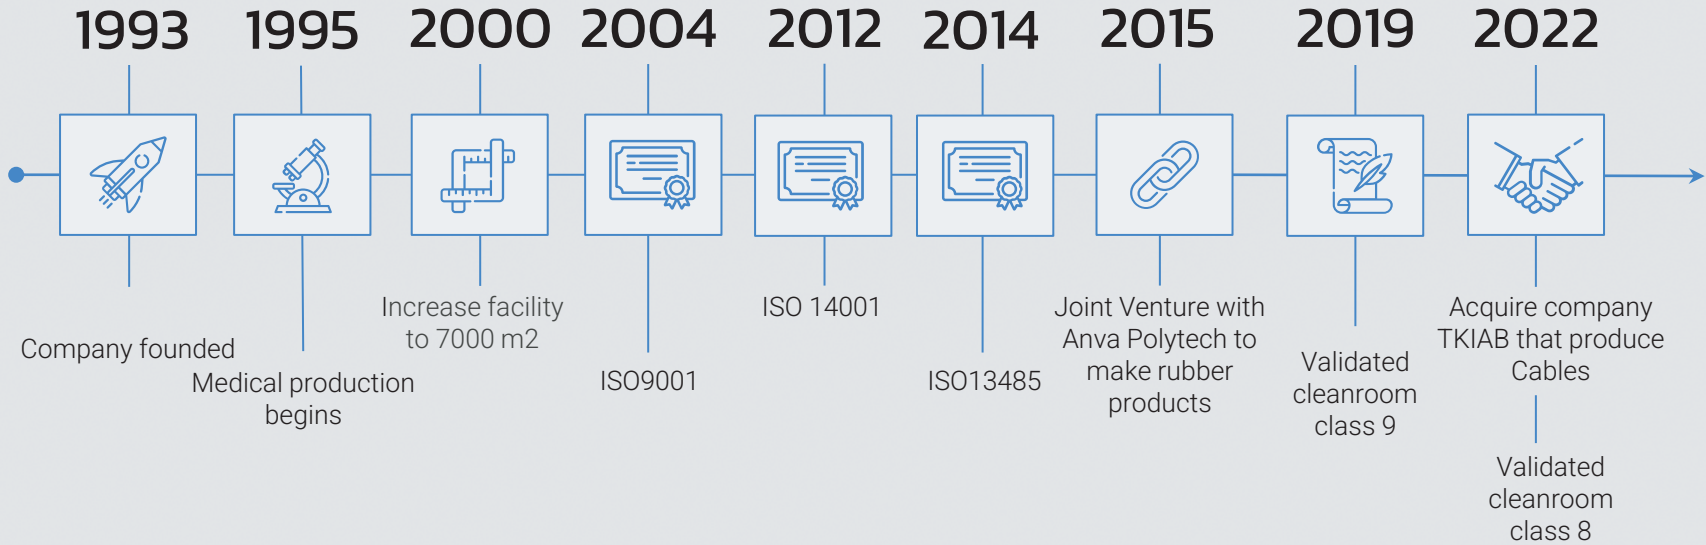 1993
1995
2000
2004
2012
2014
2015
2019
2022
Company founded
Medical production
begins
Increase facility
to 7000 m2
ISO9001
ISO 14001
ISO13485
Joint Venture with
Anva Polytech to
make rubber
products
Validated
cleanroom
class 9
Acquire company
TKIAB that produce
Cables
Validated
cleanroom
class 8